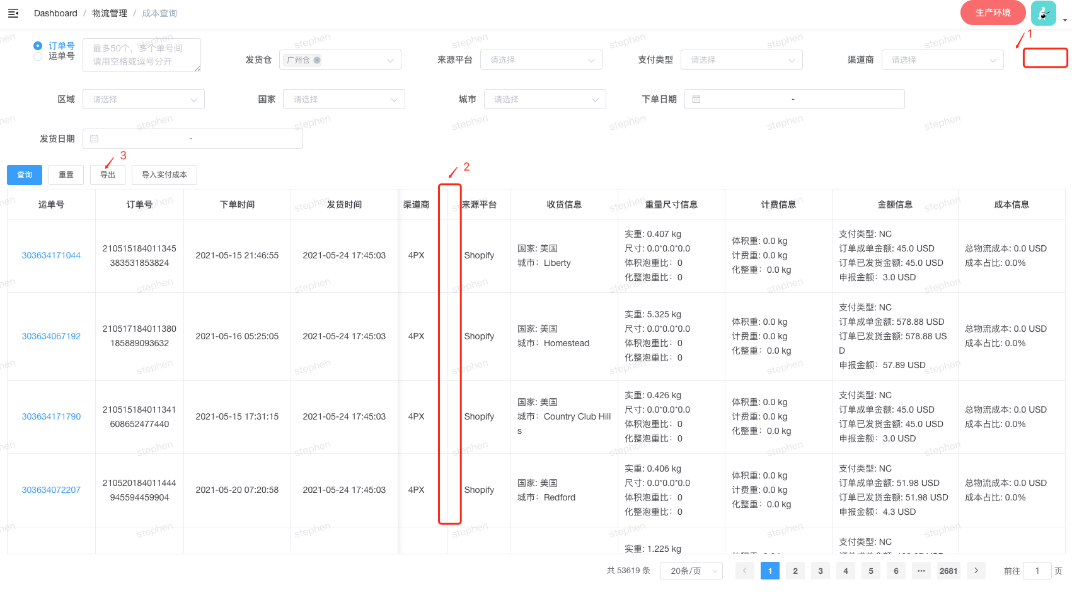 Dashboard / 物流管理 / 成本查询
生产环境
1
订单号
运单号
最多50个，多个单号间
请用空格或逗号分开
发货仓 广州仓
来源平台 请选择
支付类型 请选择
渠道商 请选择
区域 请选择
国家 请选择
城市 请选择
下单日期 -
发货日期 -
3
2
查询 重置 导出 导入实付成本
运单号 订单号 下单时间 发货时间 渠道商 来源平台 收货信息 重量尺寸信息 计费信息 金额信息 成本信息
303634171044
210515184011345
3835318 53824
2021-05-15 21:46:55
2021-05-24 17:45:03
4PX
Shopify
国家: 美国
城市：Liberty
实重: 0.407 kg
尺寸: 0.0*0.0*0.0
体积泡重比： 0
化整泡重比： 0
体积重: 0.0 kg
计费重: 0.0 kg
化整重： 0.0 kg
支付类型: NC
订单成单金额: 45.0 USD
订单已发货金额: 45.0 USD
申报金额：3.0 USD
总物流成本: 0.0 USD
成本占比: 0.0%
303634067192
210517184011380
185889093632
2021-05-16 05:25:05
2021-05-24 17:45:03
4PX
Shopify
国家: 美国
城市：Homestead
实重: 5.325 kg
尺寸: 0.0*0.0*0.0
体积泡重比： 0
化整泡重比： 0
体积重: 0.0 kg
计费重: 0.0 kg
化整重： 0.0 kg
支付类型: NC
订单成单金额: 578.88 USD
订单已发货金额: 578.88 US
D
申报金额：57.89 USD
总物流成本: 0.0 USD
成本占比: 0.0%
303634171790
210515184011341
608652477440
2021-05-15 17:31:15
2021-05-24 17:45:03
4PX
Shopify
国家: 美国
城市：Country Club Hill
s
实重: 0.426 kg
尺寸: 0.0*0.0*0.0
体积泡重比： 0
化整泡重比： 0
体积重: 0.0 kg
计费重: 0.0 kg
化整重： 0.0 kg
支付类型: NC
订单成单金额: 45.0 USD
订单已发货金额: 45.0 USD
申报金额：3.0 USD
总物流成本: 0.0 USD
成本占比: 0.0%
303634072207
210520184011444
945594459904
2021-05-20 07:20:58
2021-05-24 17:45:03
4PX
Shopify
国家: 美国
城市：Redford
实重: 0.406 kg
尺寸: 0.0*0.0*0.0
体积泡重比： 0
化整泡重比： 0
体积重: 0.0 kg
计费重: 0.0 kg
化整重： 0.0 kg
支付类型: NC
订单成单金额: 51.98 USD
订单已发货金额: 51.98 USD
申报金额：4.3 USD
总物流成本: 0.0 USD
成本占比: 0.0%
实重: 1.225 kg
支付类型: NC
共 53619 条 20条/页 1 2 3 4 5 6 ··· 2681 前往 1 页
stephen